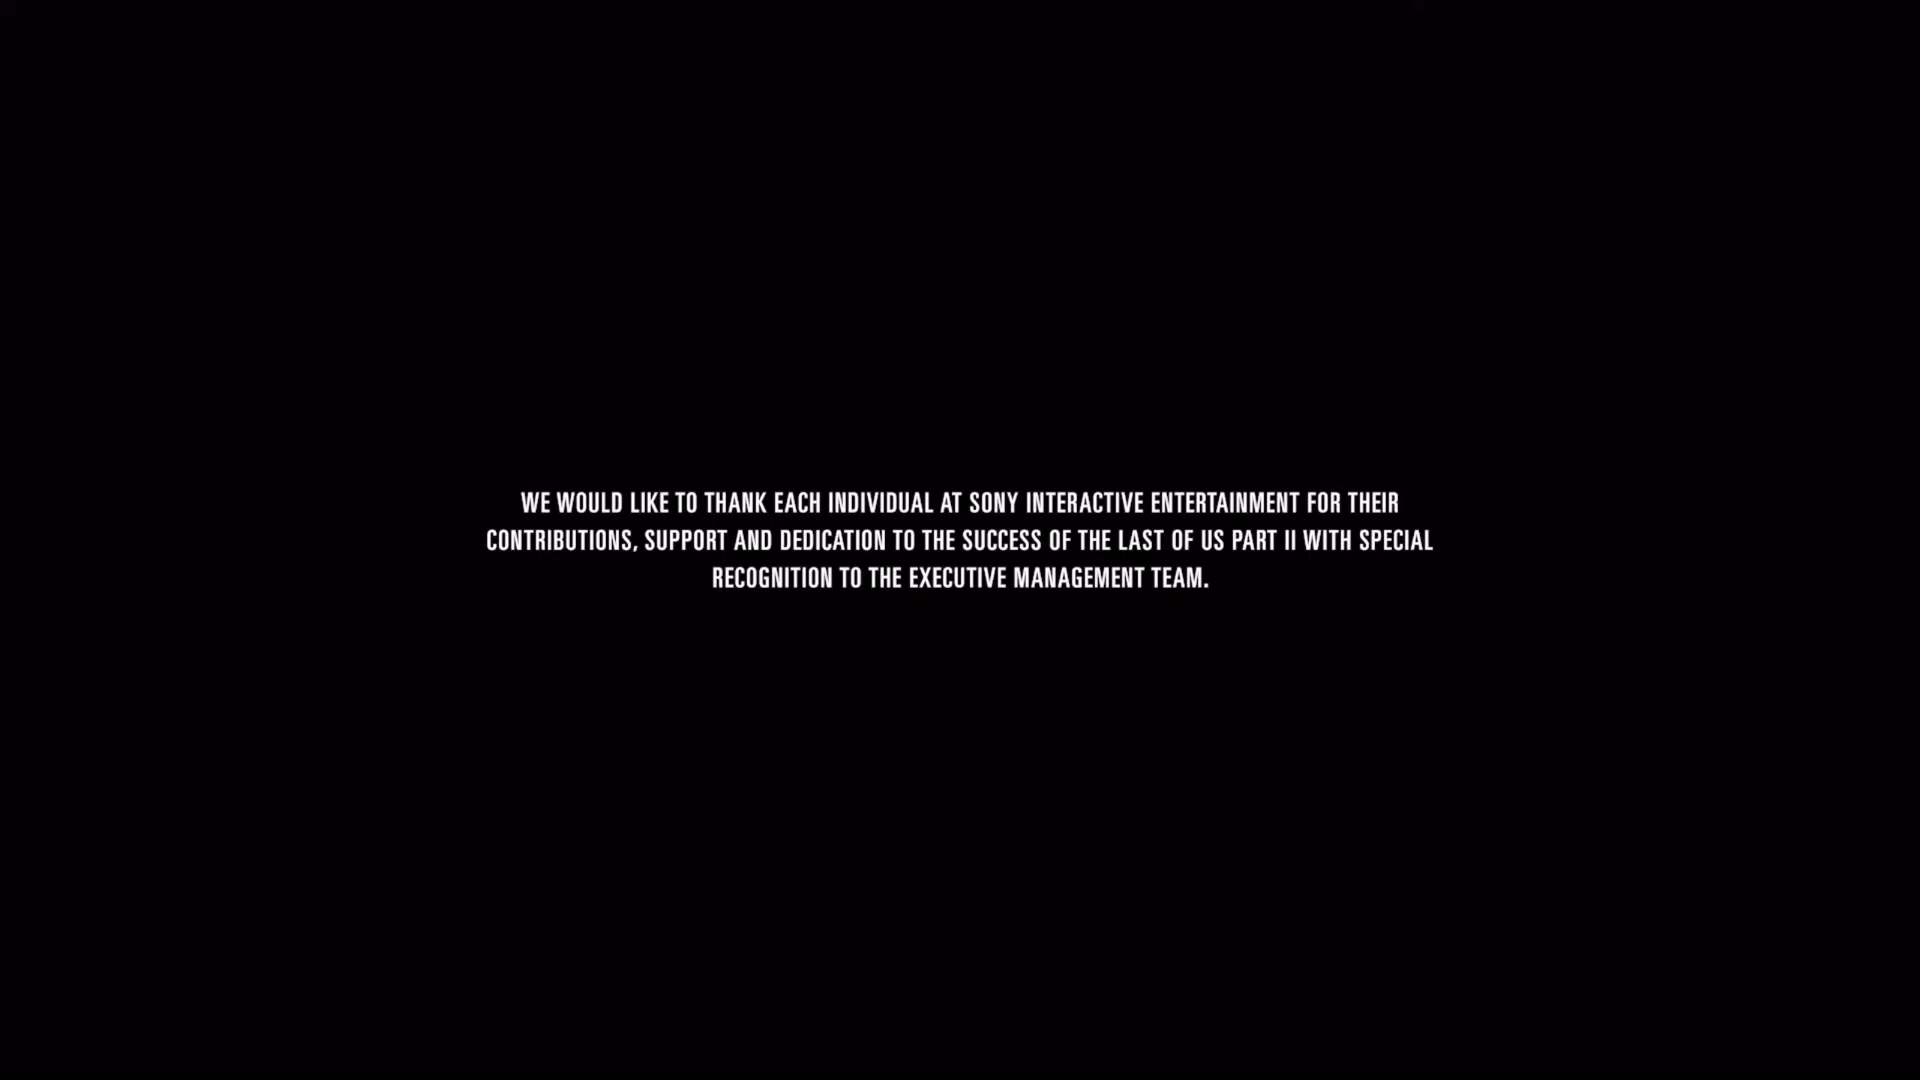 WE WOULD LIKE TO THANK EACH INDIVIDUAL AT SONY INTERACTIVE ENTERTAINMENT FOR THEIR
CONTRIBUTIONS, SUPPORT AND DEDICATION TO THE SUCCESS OF THE LAST OF US PART II WITH SPECIAL
RECOGNITION TO THE EXECUTIVE MANAGEMENT TEAM.